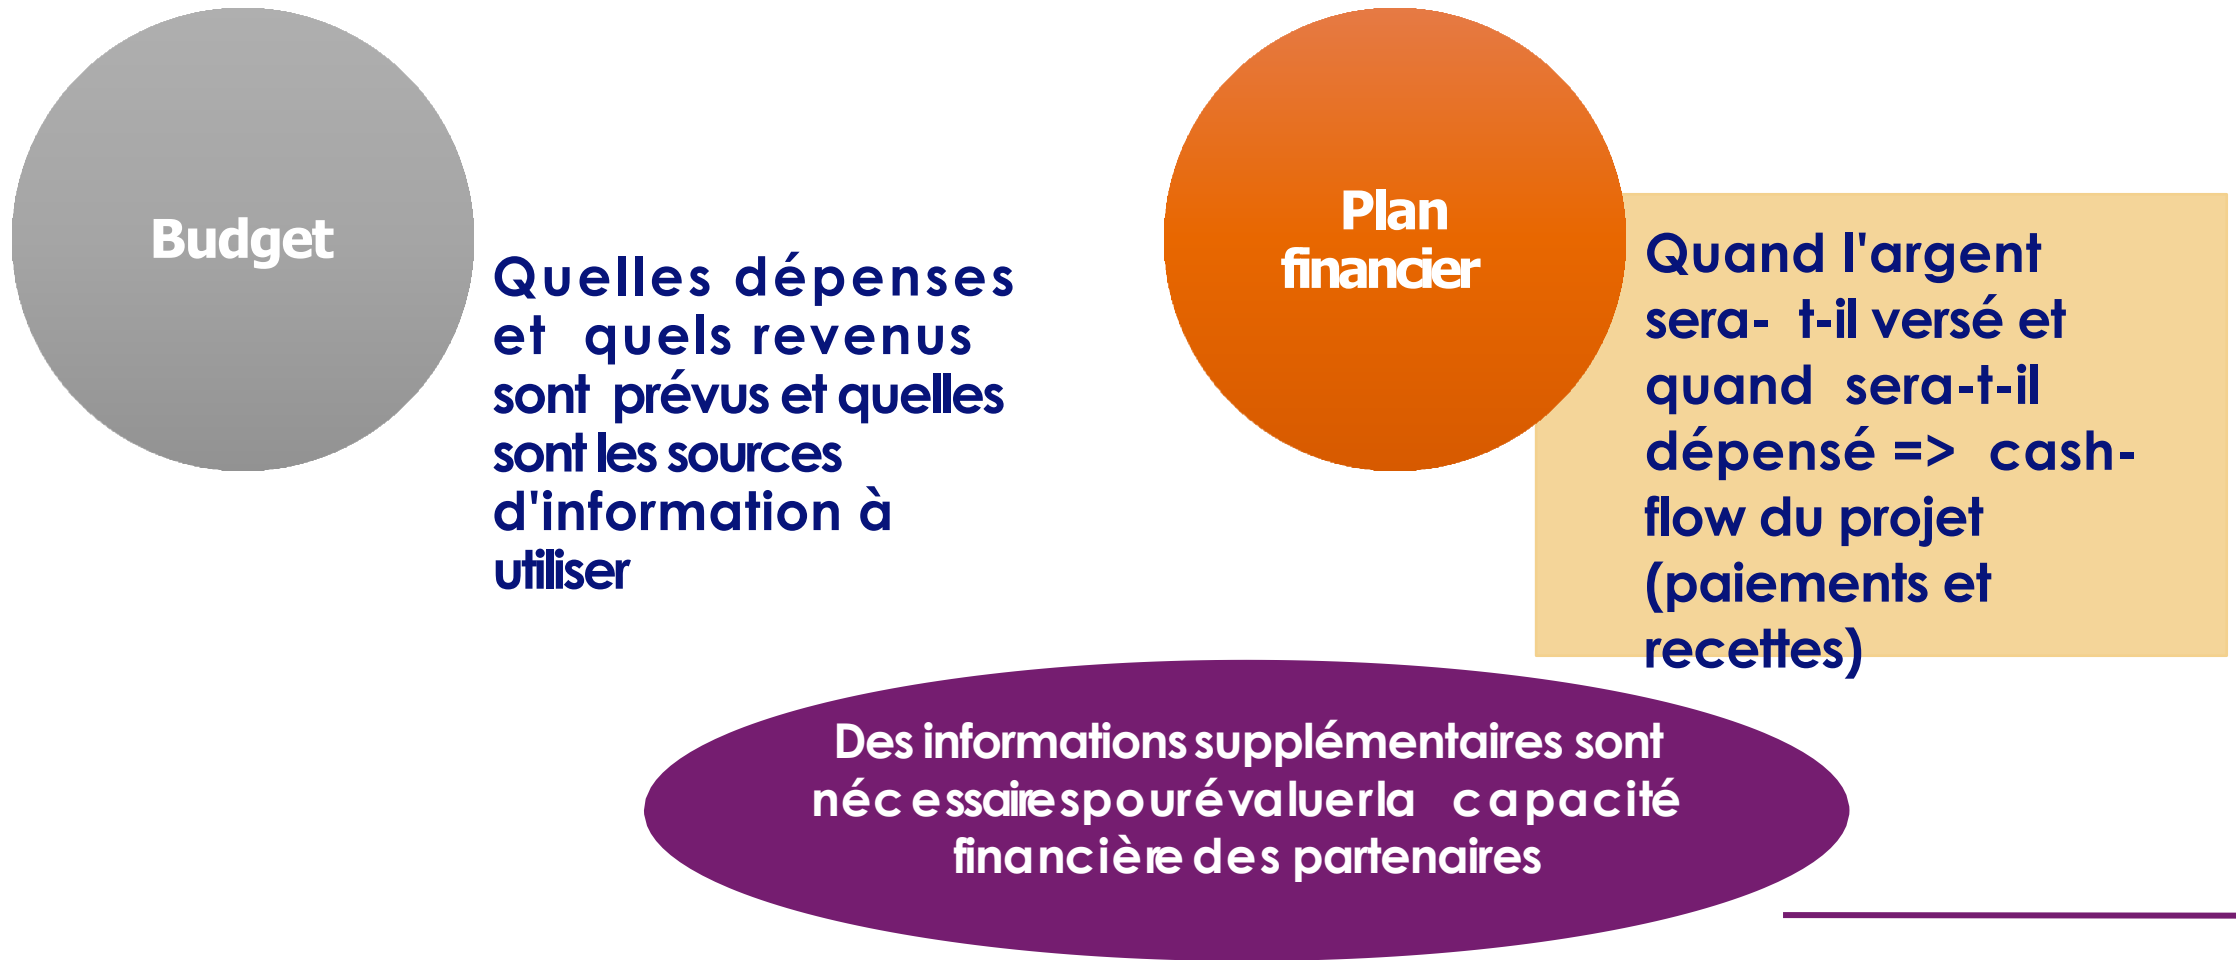 Budget
Quelles dépenses
et quels revenus
sont prévus et quelles
sont les sources
d'information à
utiliser
Plan
financier
Quand l'argent
sera- t-il versé et
quand sera-t-il
dépensé => cash-
flow du projet
(paiements et
recettes)
Des informations supplémentaires sont
nécessaires pour évaluer la capacité
financière des partenaires